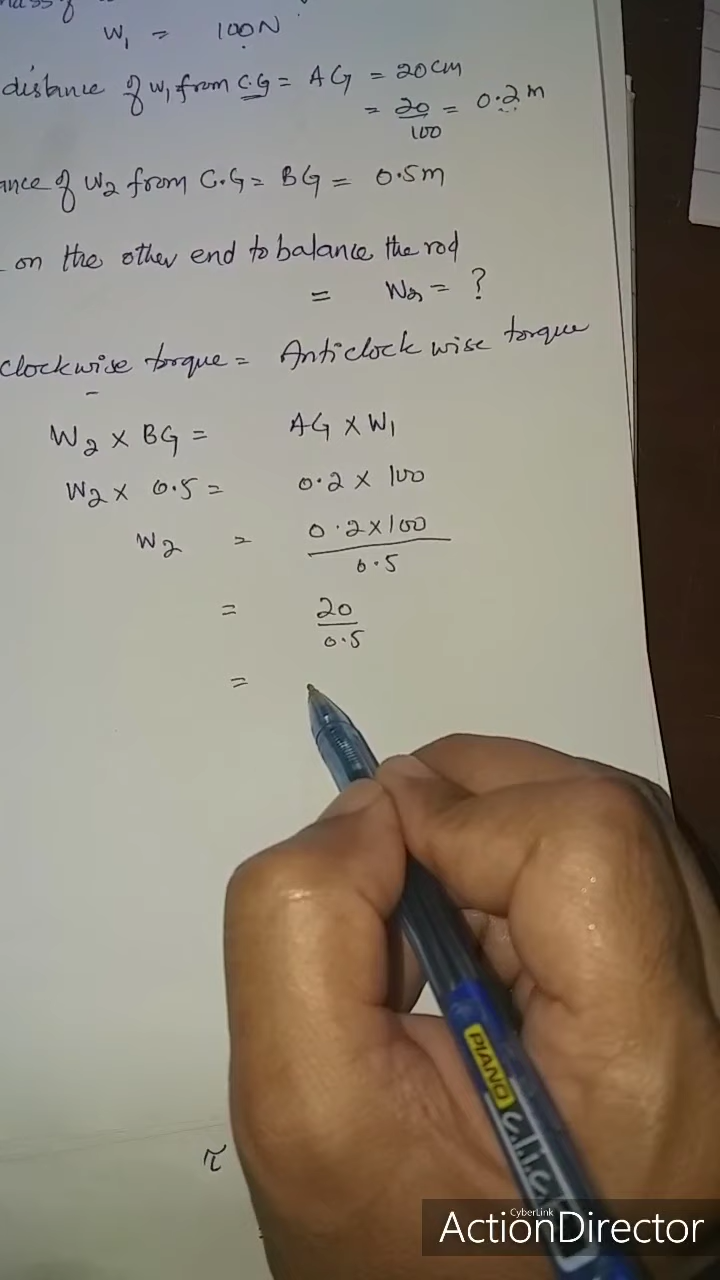 W₁ = 100N
distance of W₁ from C.G = AG = 20cm
= 20/100 = 0.2m
ance of W₂ from C.G = BG = 0.5m
on the other end to balance the rod
= W₂ = ?
clockwise torque = Anticlock wise torque
W₂ × BG = AG × W₁
W₂ × 0.5 = 0.2 × 100
W₂ = 0.2×100/0.5
= 20/0.5
=
τ
PIANO
click
CyberLink
ActionDirector